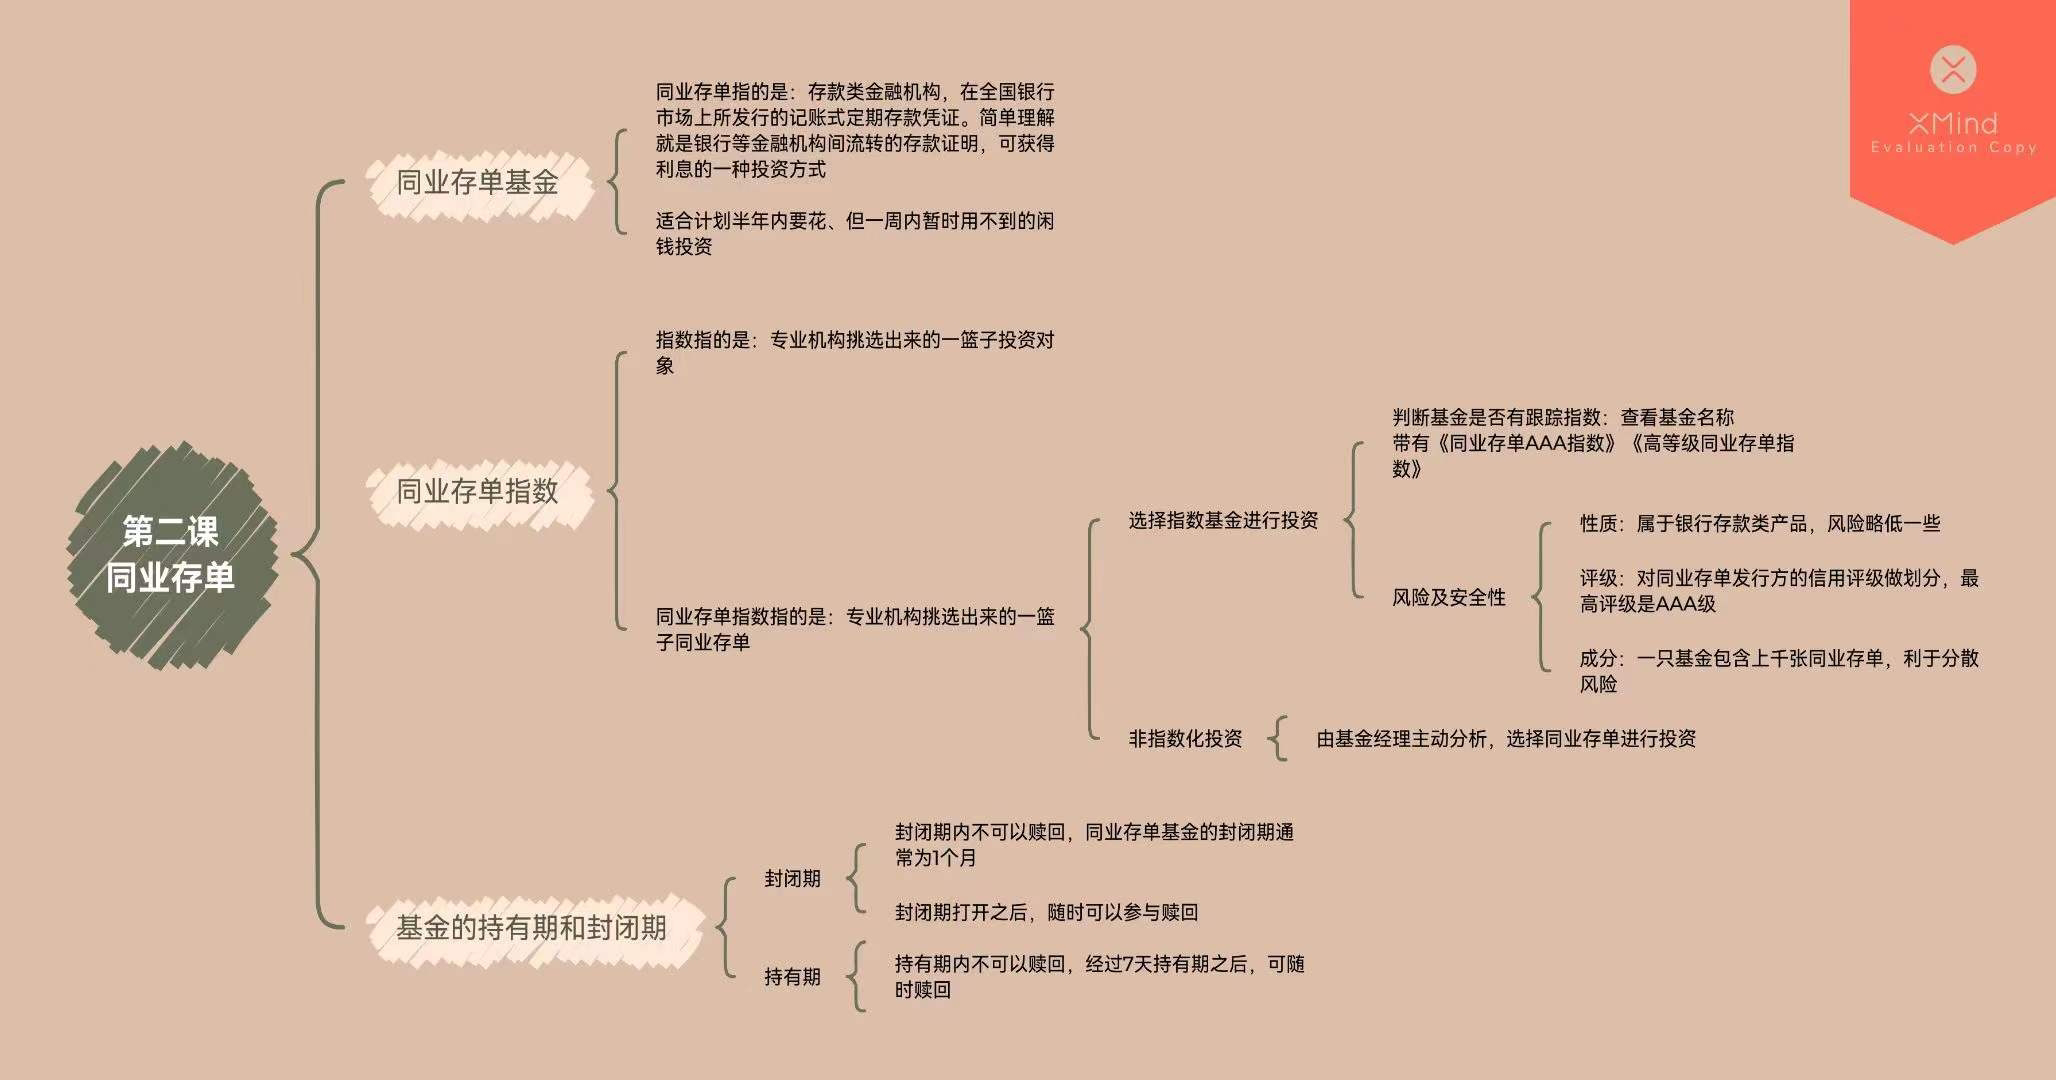 第二课
同业存单
同业存单基金
同业存单指的是：存款类金融机构，在全国银行
市场上所发行的记账式定期存款凭证。简单理解
就是银行等金融机构间流转的存款证明，可获得
利息的一种投资方式
适合计划半年内要花、但一周内暂时用不到的闲
钱投资
同业存单指数
指数指的是：专业机构挑选出来的一篮子投资对
象
同业存单指数指的是：专业机构挑选出来的一篮
子同业存单
选择指数基金进行投资
判断基金是否有跟踪指数：查看基金名称
带有《同业存单AAA指数》《高等级同业存单指
数》
风险及安全性
性质：属于银行存款类产品，风险略低一些
评级：对同业存单发行方的信用评级做划分，最
高评级是AAA级
成分：一只基金包含上千张同业存单，利于分散
风险
非指数化投资
由基金经理主动分析，选择同业存单进行投资
基金的持有期和封闭期
封闭期
封闭期内不可以赎回，同业存单基金的封闭期通
常为1个月
封闭期打开之后，随时可以参与赎回
持有期
持有期内不可以赎回，经过7天持有期之后，可随
时赎回
XMind
Evaluation Copy